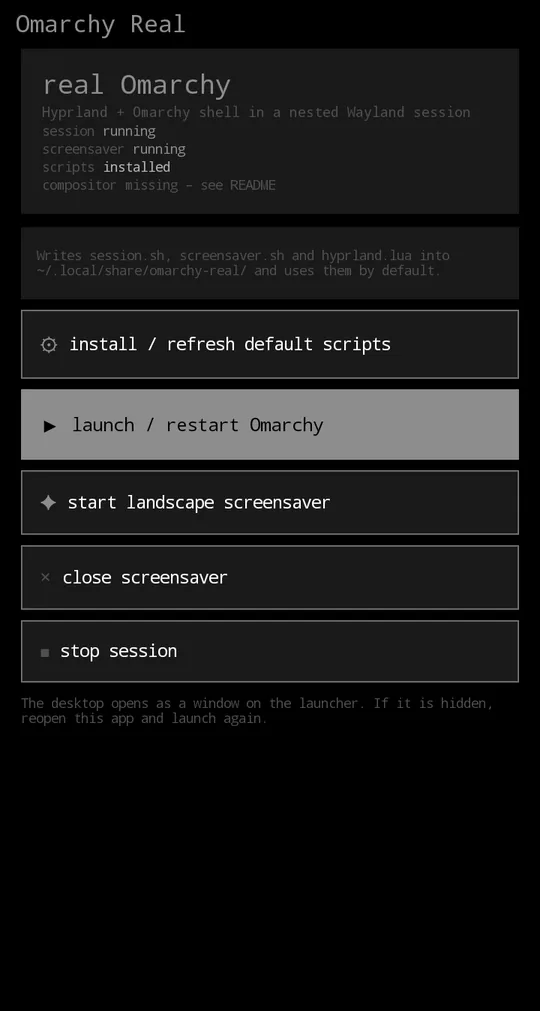 Omarchy Real
real Omarchy
Hyprland + Omarchy shell in a nested Wayland session
session running
screensaver running
scripts installed
compositor missing – see README
Writes session.sh, screensaver.sh and hyprland.lua into
~/.local/share/omarchy-real/ and uses them by default.
install / refresh default scripts
launch / restart Omarchy
start landscape screensaver
close screensaver
stop session
The desktop opens as a window on the launcher. If it is hidden,
reopen this app and launch again.